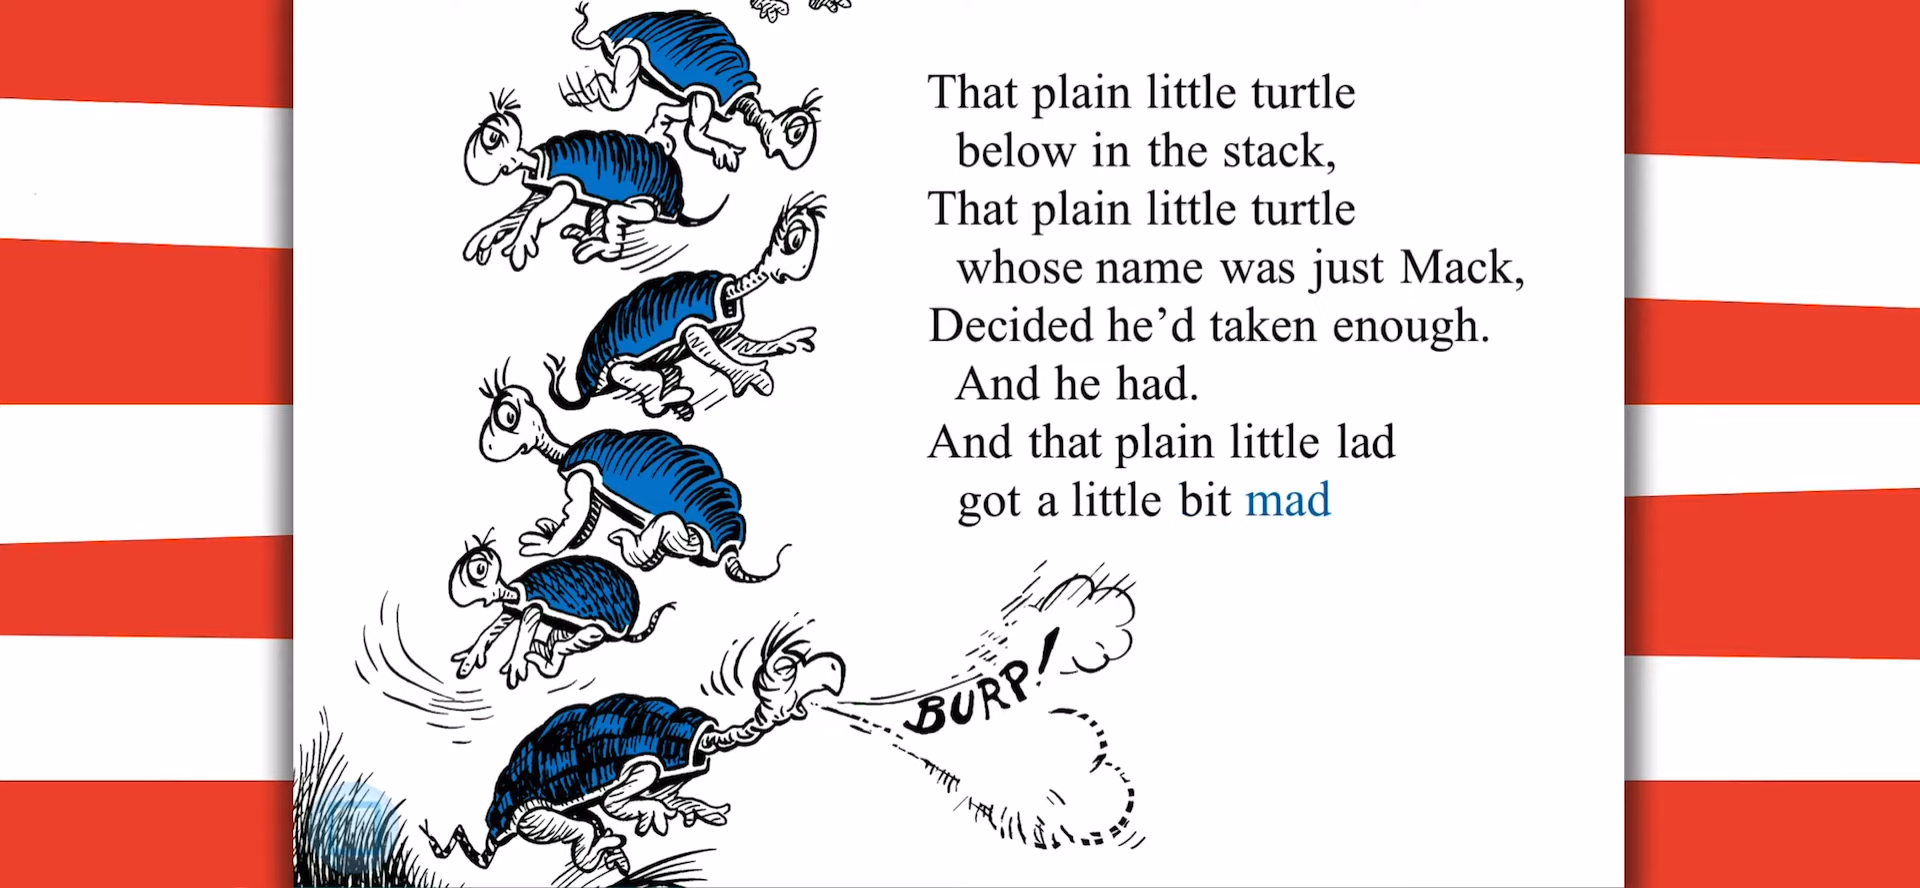 That plain little turtle
below in the stack,
That plain little turtle
whose name was just Mack,
Decided he’d taken enough.
And he had.
And that plain little lad
got a little bit mad
BURP!